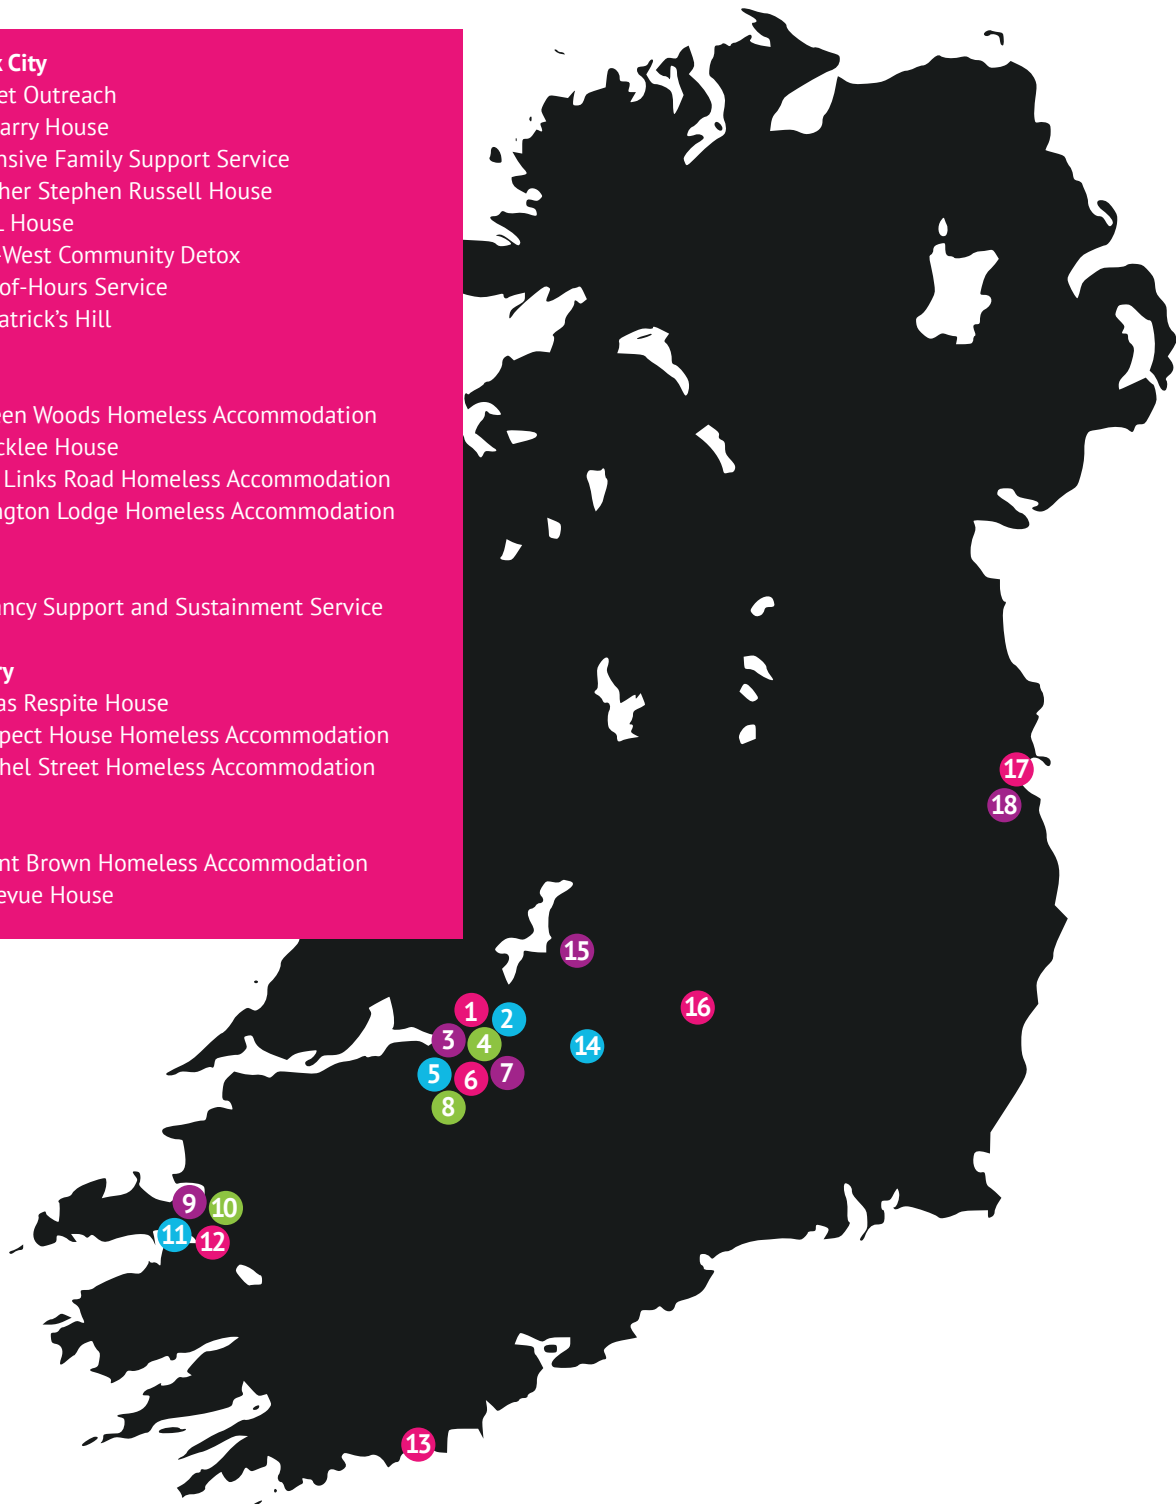 City
et Outreach
arry House
nsive Family Support Service
her Stephen Russell House
L House
-West Community Detox
of-Hours Service
atrick's Hill
een Woods Homeless Accommodation
cklee House
Links Road Homeless Accommodation
ngton Lodge Homeless Accommodation
ancy Support and Sustainment Service
ry
as Respite House
pect House Homeless Accommodation
hel Street Homeless Accommodation
nt Brown Homeless Accommodation
evue House
17
18
15
1
2
16
3
4
14
5
6
7
8
9
10
11
12
13